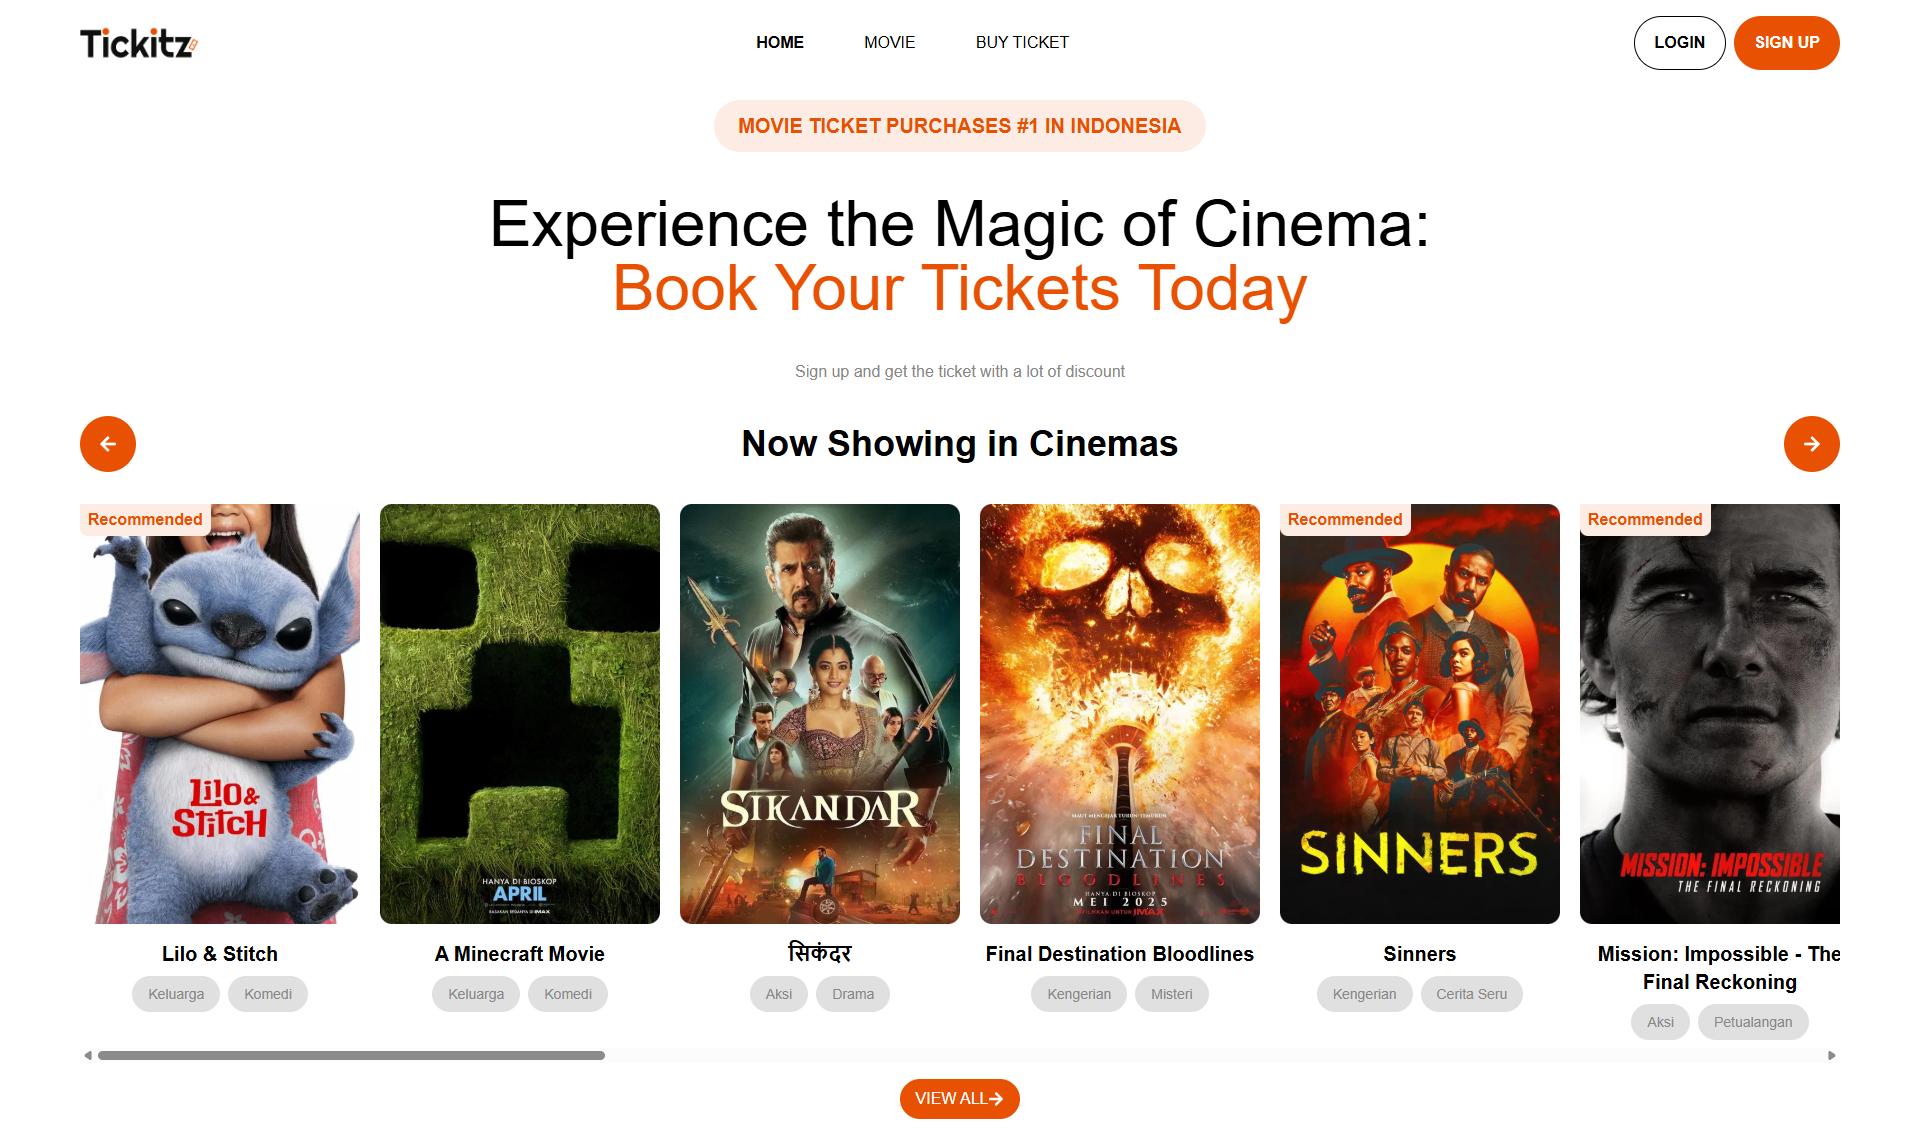 Tickitz
HOME
MOVIE
BUY TICKET
LOGIN
SIGN UP
MOVIE TICKET PURCHASES #1 IN INDONESIA
Experience the Magic of Cinema:
Book Your Tickets Today
Sign up and get the ticket with a lot of discount
Now Showing in Cinemas
Recommended
LiLO &
STITCH
HANYA DI BIOSKOP
APRIL
SIKANDAR
MAUT MENGEJAR TURUN-TEMURUN
FINAL
DESTINATION
BLOODLINES
HANYA DI BIOSKOP
MEI 2025
Recommended
SINNERS
Recommended
MISSION: IMPOSSIBLE
THE FINAL RECKONING
Lilo & Stitch
Keluarga
Komedi
A Minecraft Movie
Keluarga
Komedi
सिकंदर
Aksi
Drama
Final Destination Bloodlines
Kengerian
Misteri
Sinners
Kengerian
Cerita Seru
Mission: Impossible - The
Final Reckoning
Aksi
Petualangan
VIEW ALL